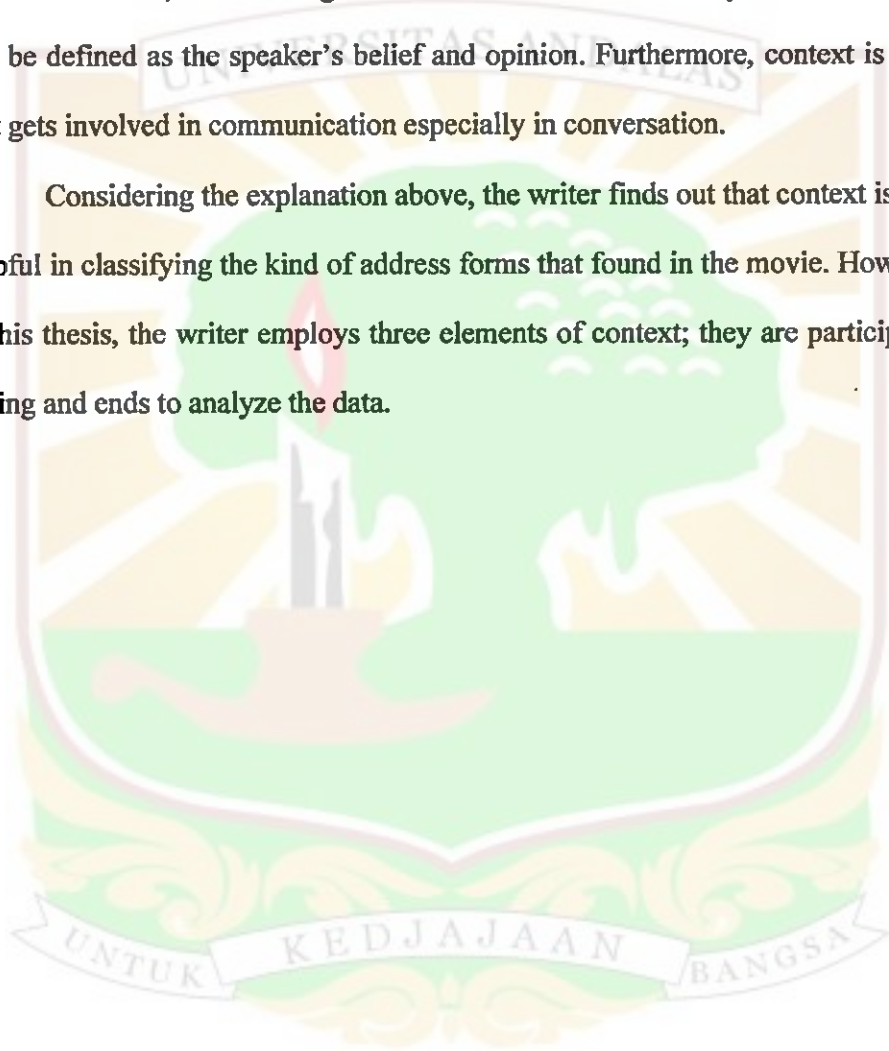 be defined as the speaker's belief and opinion. Furthermore, context is
gets involved in communication especially in conversation.
Considering the explanation above, the writer finds out that context is
in classifying the kind of address forms that found in the movie. How
his thesis, the writer employs three elements of context; they are particip
ing and ends to analyze the data.
UNIVERSITAS ANDALAS
UNTUK KEDJAJAAN BANGSA